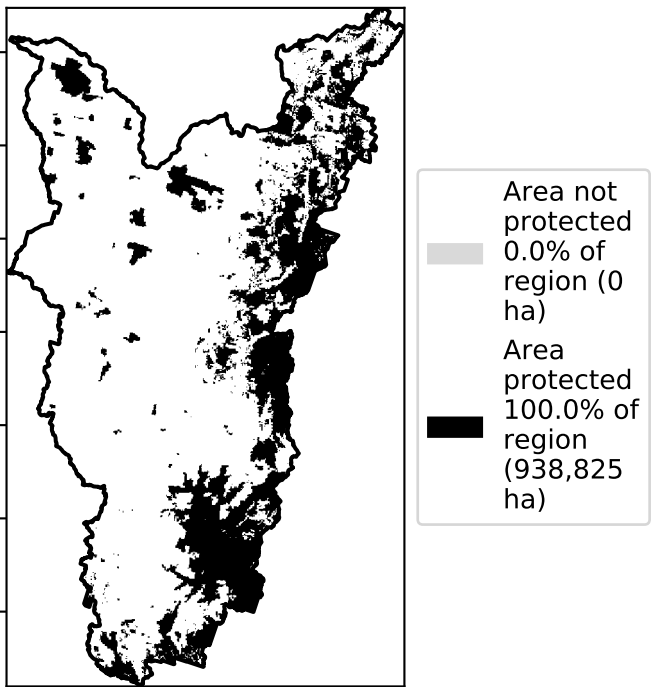 Area not
protected
0.0% of
region (0
ha)
Area
protected
100.0% of
region
(938,825
ha)